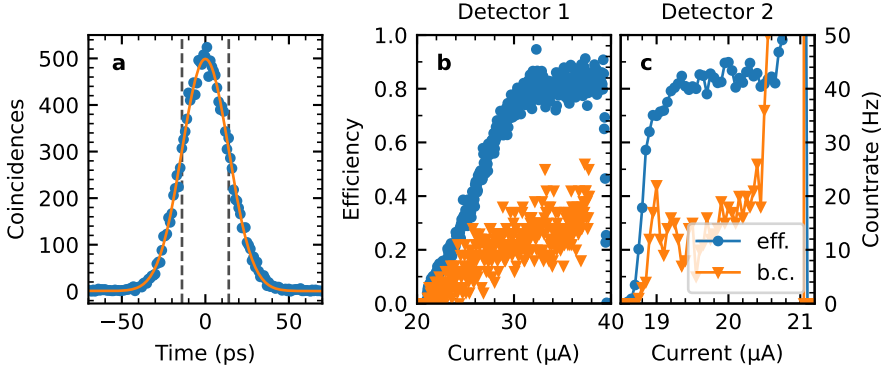 Detector 1
Detector 2
a
b
c
Coincidences
500
400
300
200
100
0
−50
0
50
Time (ps)
Efficiency
1.0
0.8
0.6
0.4
0.2
0.0
20
30
40
Current (μA)
19
20
21
Current (μA)
50
40
30
20
10
0
Countrate (Hz)
eff.
b.c.